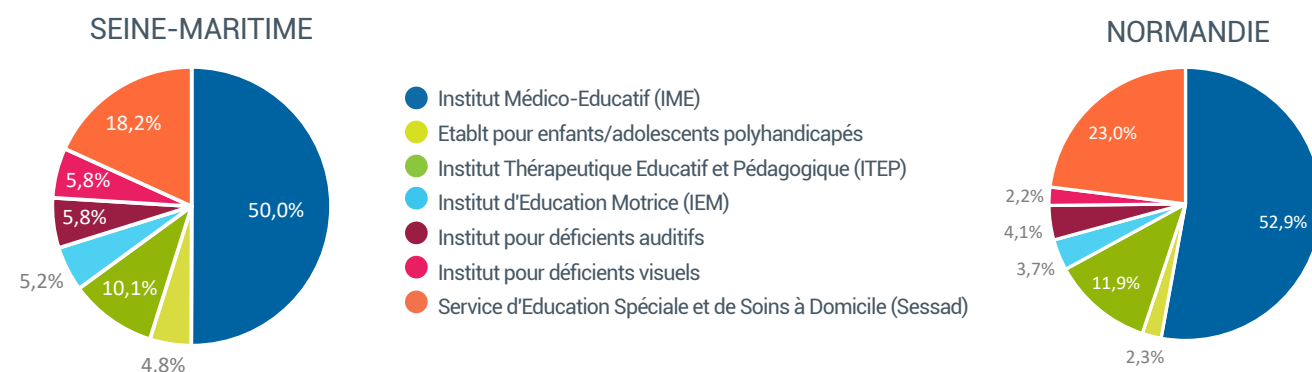 SEINE-MARITIME
18,2%
5,8%
5,8%
5,2%
10,1%
4,8%
50,0%
Institut Médico-Educatif (IME)
Etablt pour enfants/adolescents polyhandicapés
Institut Thérapeutique Educatif et Pédagogique (ITEP)
Institut d'Education Motrice (IEM)
Institut pour déficients auditifs
Institut pour déficients visuels
Service d'Education Spéciale et de Soins à Domicile (Sessad)
NORMANDIE
23,0%
2,2%
4,1%
3,7%
11,9%
2,3%
52,9%